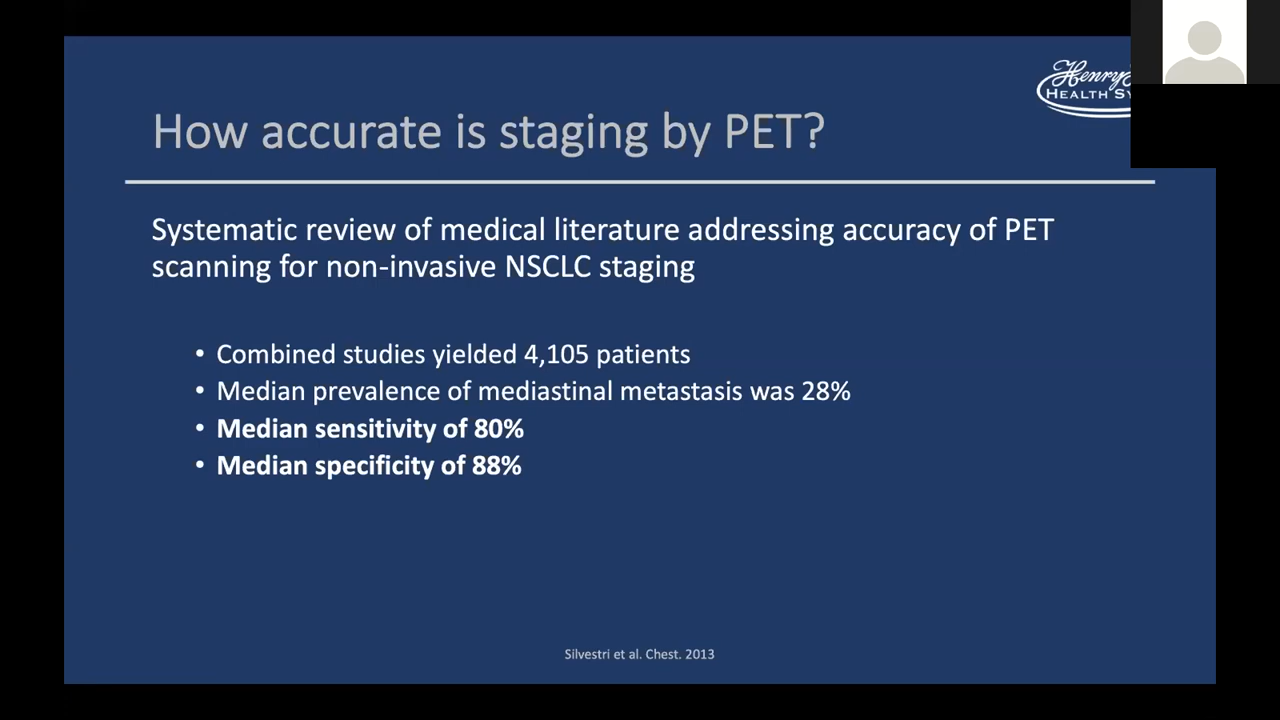 Henry
HEALTH
How accurate is staging by PET?
Systematic review of medical literature addressing accuracy of PET
scanning for non-invasive NSCLC staging
• Combined studies yielded 4,105 patients
• Median prevalence of mediastinal metastasis was 28%
• Median sensitivity of 80%
• Median specificity of 88%
Silvestri et al. Chest. 2013